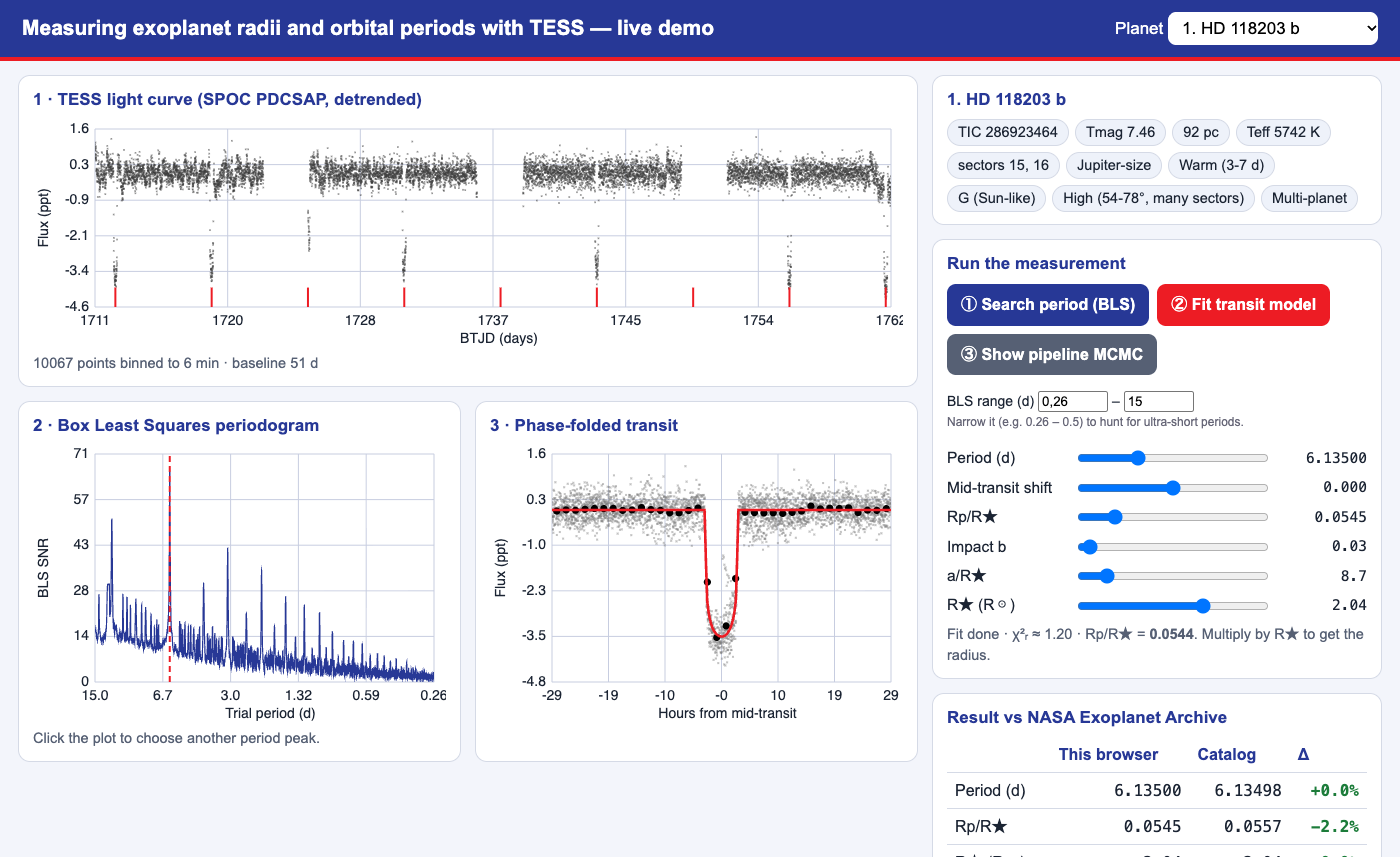 Measuring exoplanet radii and orbital periods with TESS — live demo
Planet 1. HD 118203 b
1 · TESS light curve (SPOC PDCSAP, detrended)
1.6
0.3
-0.9
-2.1
-3.4
-4.6
Flux (ppt)
1711 1720 1728 1737 1745 1754 1762
BTJD (days)
10067 points binned to 6 min · baseline 51 d
2 · Box Least Squares periodogram
71
57
43
28
14
0
BLS SNR
15.0 6.7 3.0 1.32 0.59 0.26
Trial period (d)
Click the plot to choose another period peak.
3 · Phase-folded transit
1.6
0.3
-1.0
-2.3
-3.5
-4.8
Flux (ppt)
-29 -19 -10 -0 10 19 29
Hours from mid-transit
1. HD 118203 b
TIC 286923464 Tmag 7.46 92 pc Teff 5742 K
sectors 15, 16 Jupiter-size Warm (3-7 d)
G (Sun-like) High (54-78°, many sectors) Multi-planet
Run the measurement
① Search period (BLS) ② Fit transit model
③ Show pipeline MCMC
BLS range (d) 0,26 – 15
Narrow it (e.g. 0.26 – 0.5) to hunt for ultra-short periods.
Period (d) 6.13500
Mid-transit shift 0.000
Rp/R★ 0.0545
Impact b 0.03
a/R★ 8.7
R★ (R☉) 2.04
Fit done · χ²ᵣ ≈ 1.20 · Rp/R★ = 0.0544. Multiply by R★ to get the
radius.
Result vs NASA Exoplanet Archive
This browser Catalog Δ
Period (d) 6.13500 6.13498 +0.0%
Rp/R★ 0.0545 0.0557 −2.2%